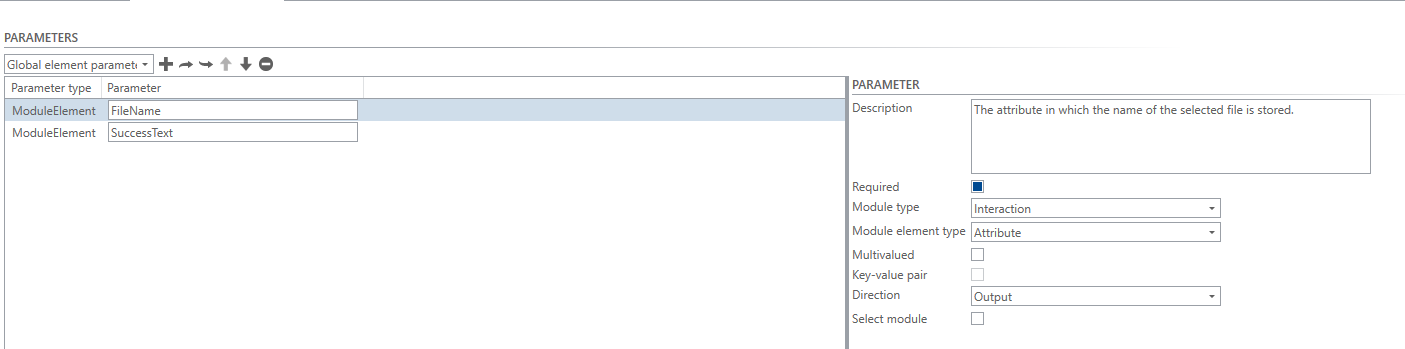 PARAMETERS
Global element paramete
Parameter type Parameter
ModuleElement FileName
ModuleElement SuccessText
PARAMETER
Description The attribute in which the name of the selected file is stored.
Required
Module type Interaction
Module element type Attribute
Multivalued
Key-value pair
Direction Output
Select module